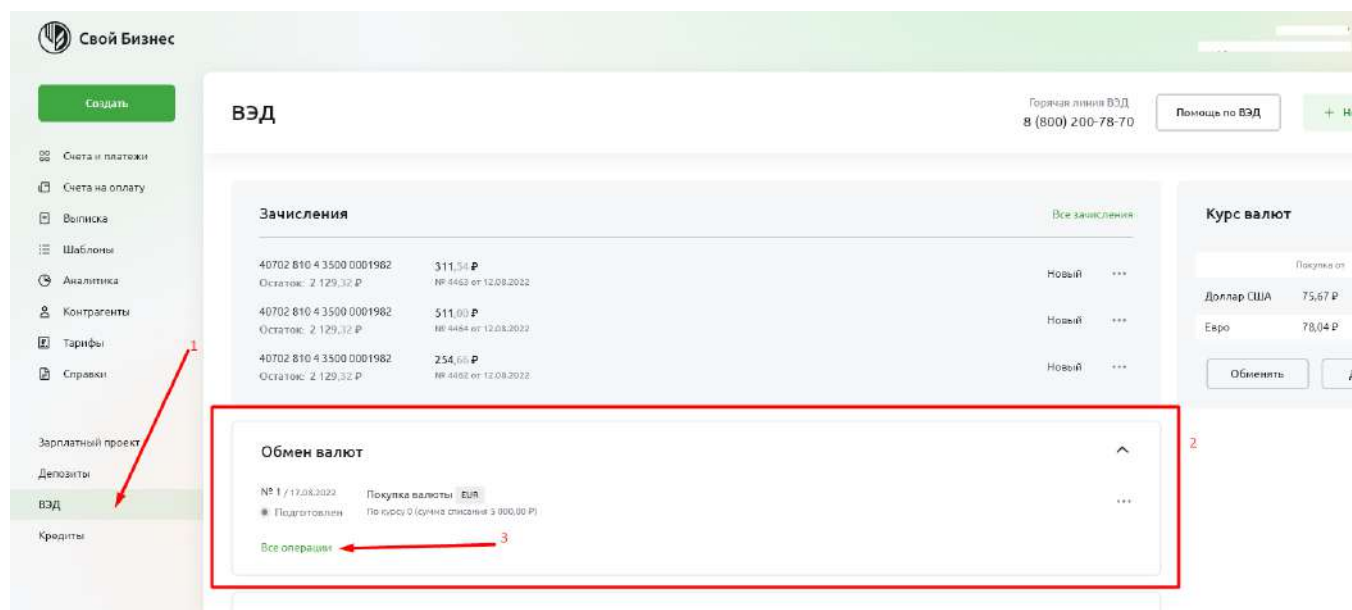 Свой Бизнес
Создать
Счета и платежи
Счета на оплату
Выписка
Шаблоны
Аналитика
Контрагенты
Тарифы
Справки
Зарплатный проект
Депозиты
ВЭД
Кредиты
1
ВЭД
Горячая линия ВЭД
8 (800) 200-78-70
Помощь по ВЭД
+
Зачисления
Все зачисления
40702 810 4 3500 0001982 311,54 ₽
Остаток: 2 129,32 ₽ № 4463 от 12.08.2022
Новый
40702 810 4 3500 0001982 511,00 ₽
Остаток: 2 129,32 ₽ № 4464 от 12.08.2022
Новый
40702 810 4 3500 0001982 254,66 ₽
Остаток: 2 129,32 ₽ № 4462 от 12.08.2022
Новый
Курс валют
Покупка от
Доллар США 75,67 ₽
Евро 78,04 ₽
Обменять
2
Обмен валют
№ 1 / 17.08.2022 Покупка валюты EUR
Подготовлен По курсу 0 (сумма списания 5 000,00 ₽)
Все операции
3